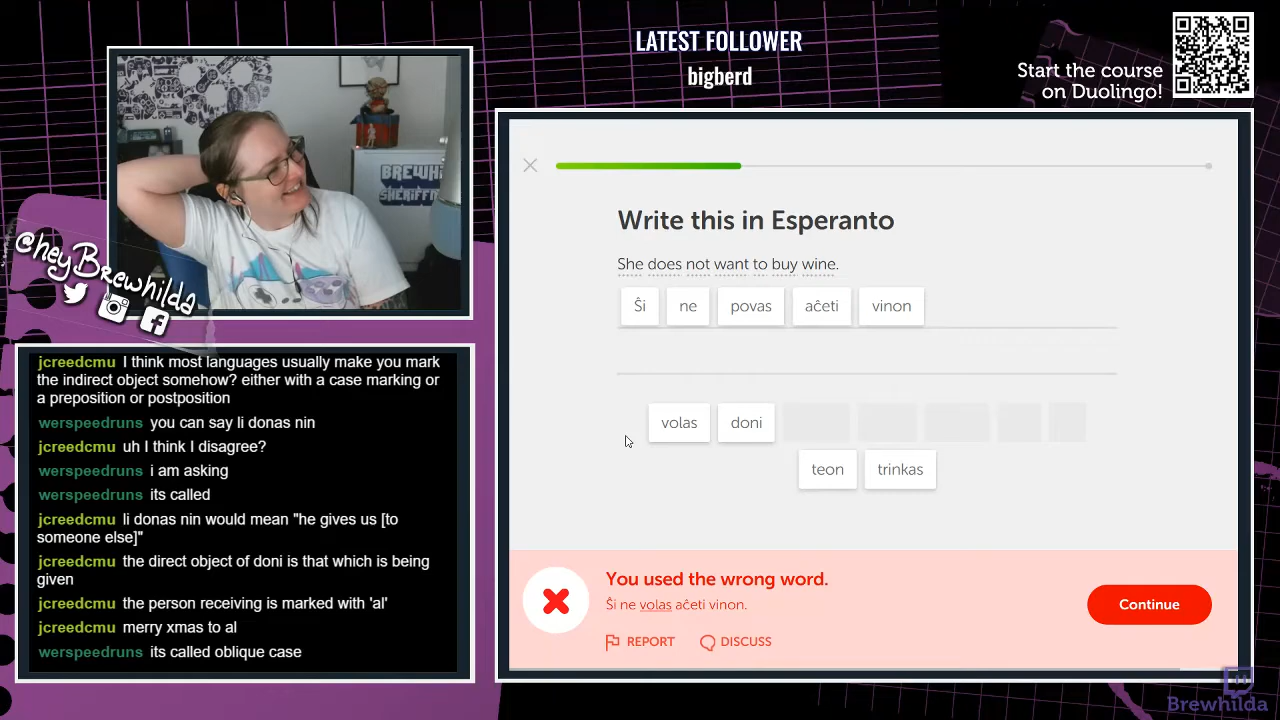 LATEST FOLLOWER
bigberd
Start the course
on Duolingo!
BREWHI
SHERIFFN
@heyBrewhilda
Write this in Esperanto
She does not want to buy wine.
Ŝi ne povas aĉeti vinon
volas doni
teon trinkas
You used the wrong word.
Ŝi ne volas aĉeti vinon.
REPORT DISCUSS
Continue
jcreedcmu I think most languages usually make you mark
the indirect object somehow? either with a case marking or
a preposition or postposition
werspeedruns you can say li donas nin
jcreedcmu uh I think I disagree?
werspeedruns i am asking
werspeedruns its called
jcreedcmu li donas nin would mean "he gives us [to
someone else]"
jcreedcmu the direct object of doni is that which is being
given
jcreedcmu the person receiving is marked with 'al'
jcreedcmu merry xmas to al
werspeedruns its called oblique case
Brewhilda